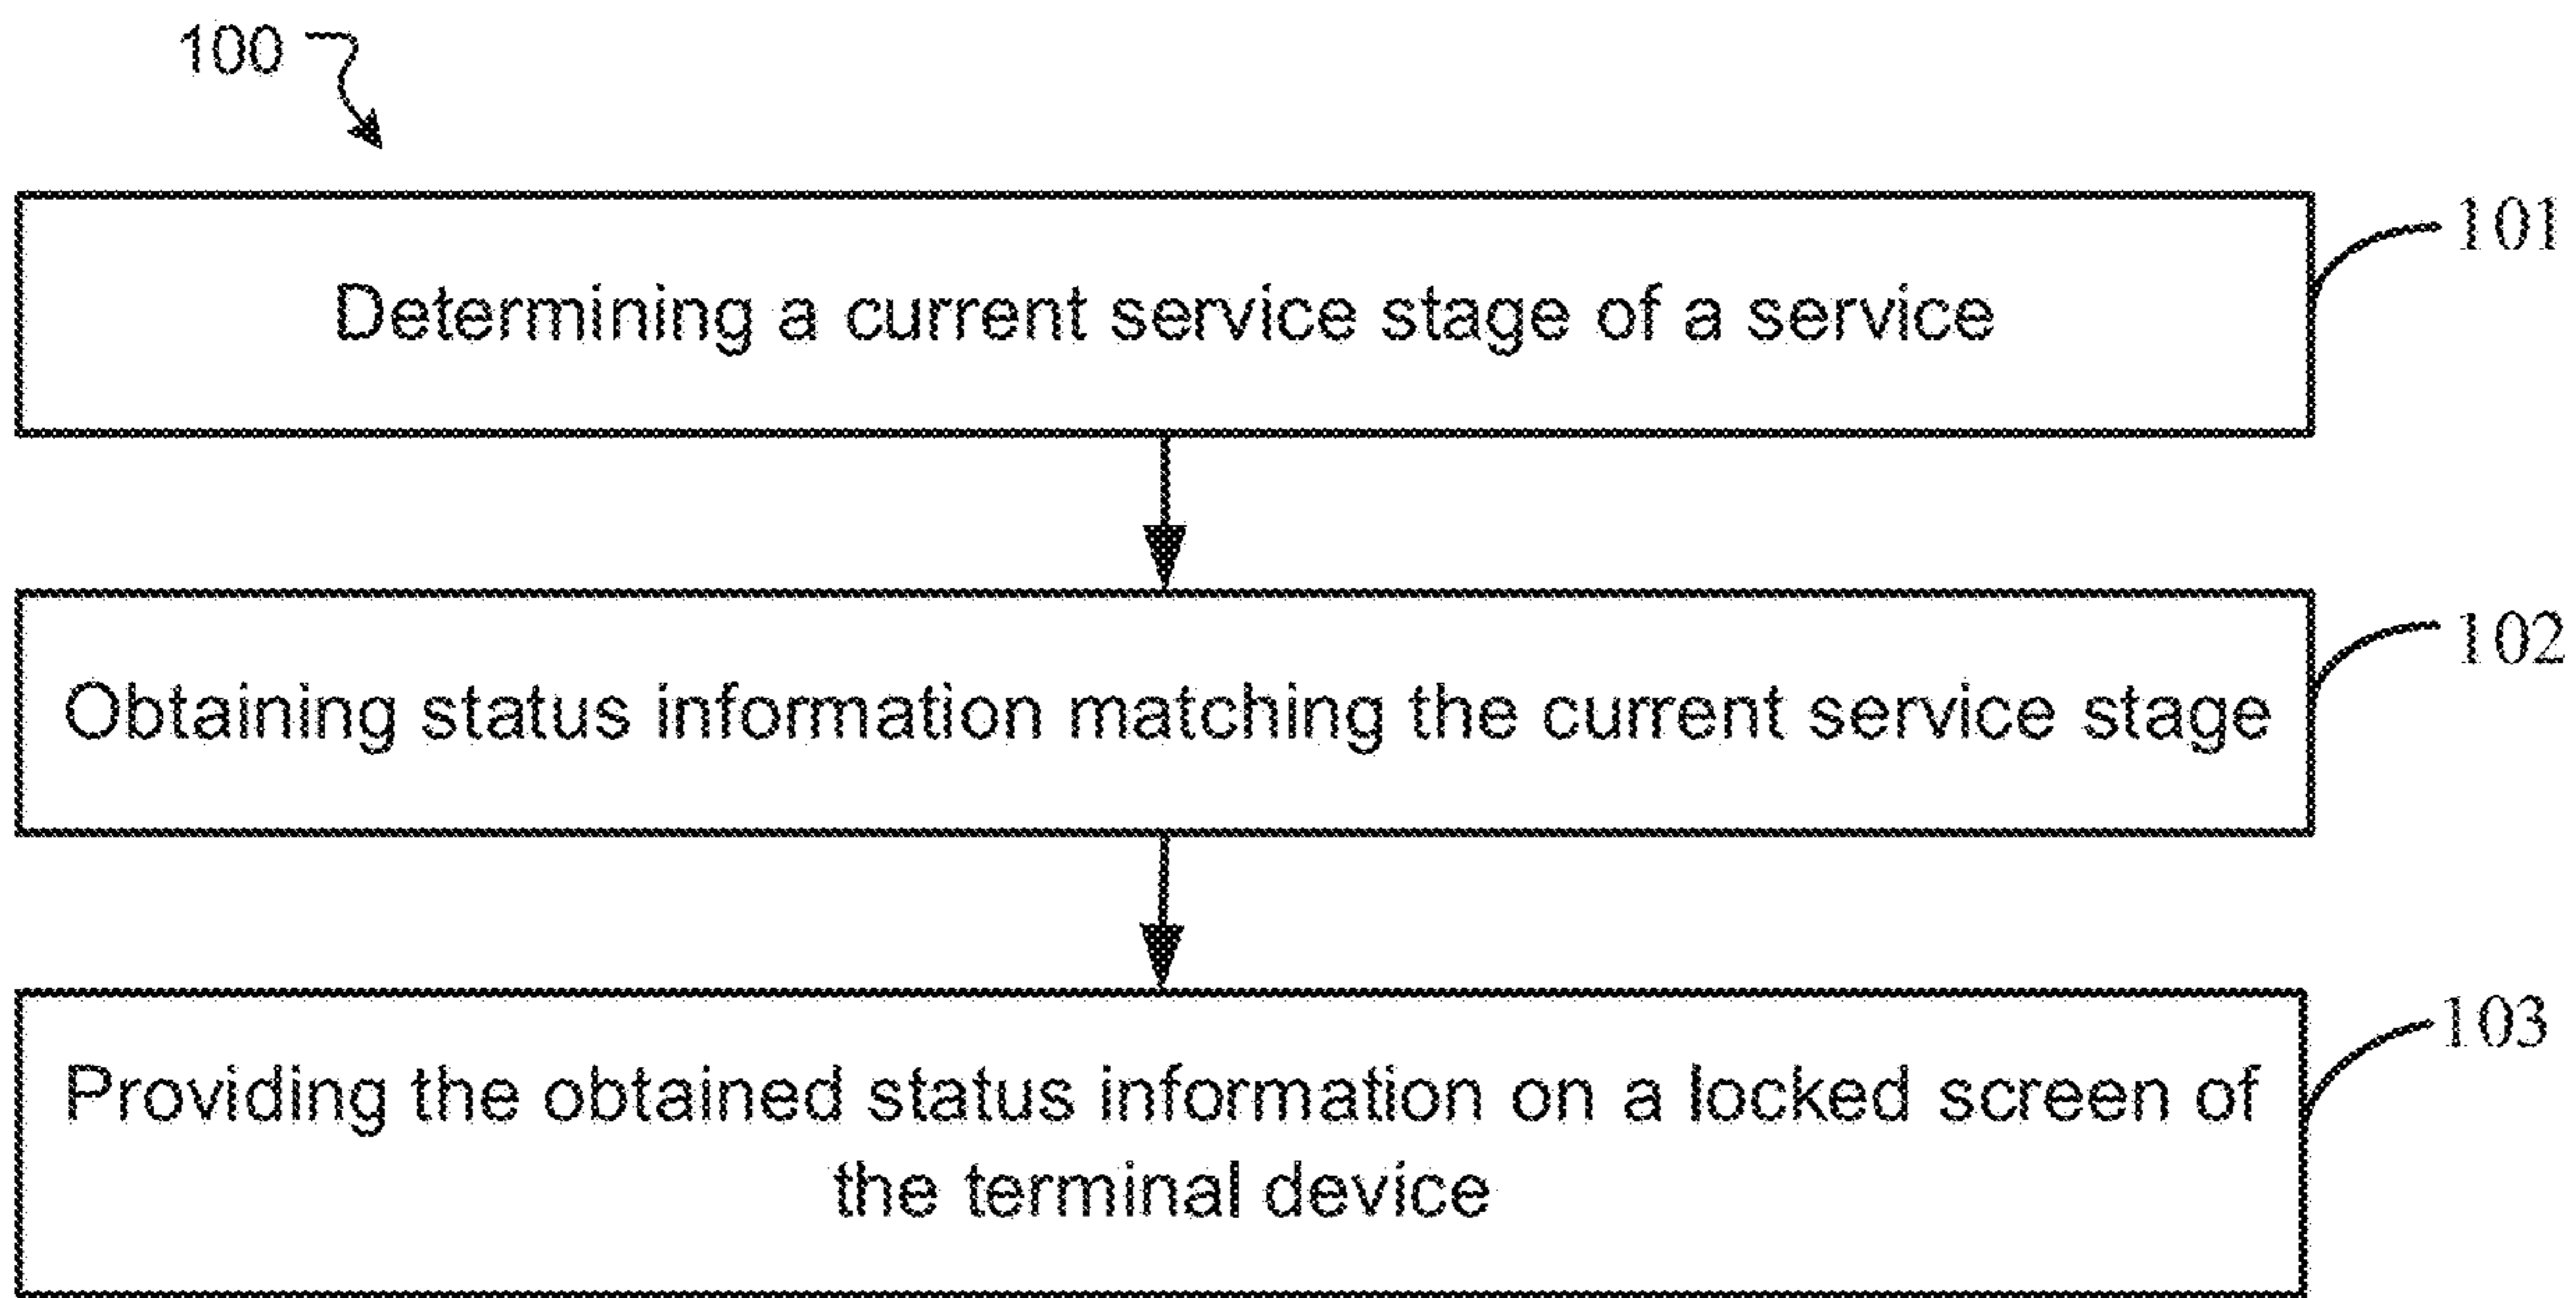 100
101
Determining a current service stage of a service
102
Obtaining status information matching the current service stage
103
Providing the obtained status information on a locked screen of
the terminal device